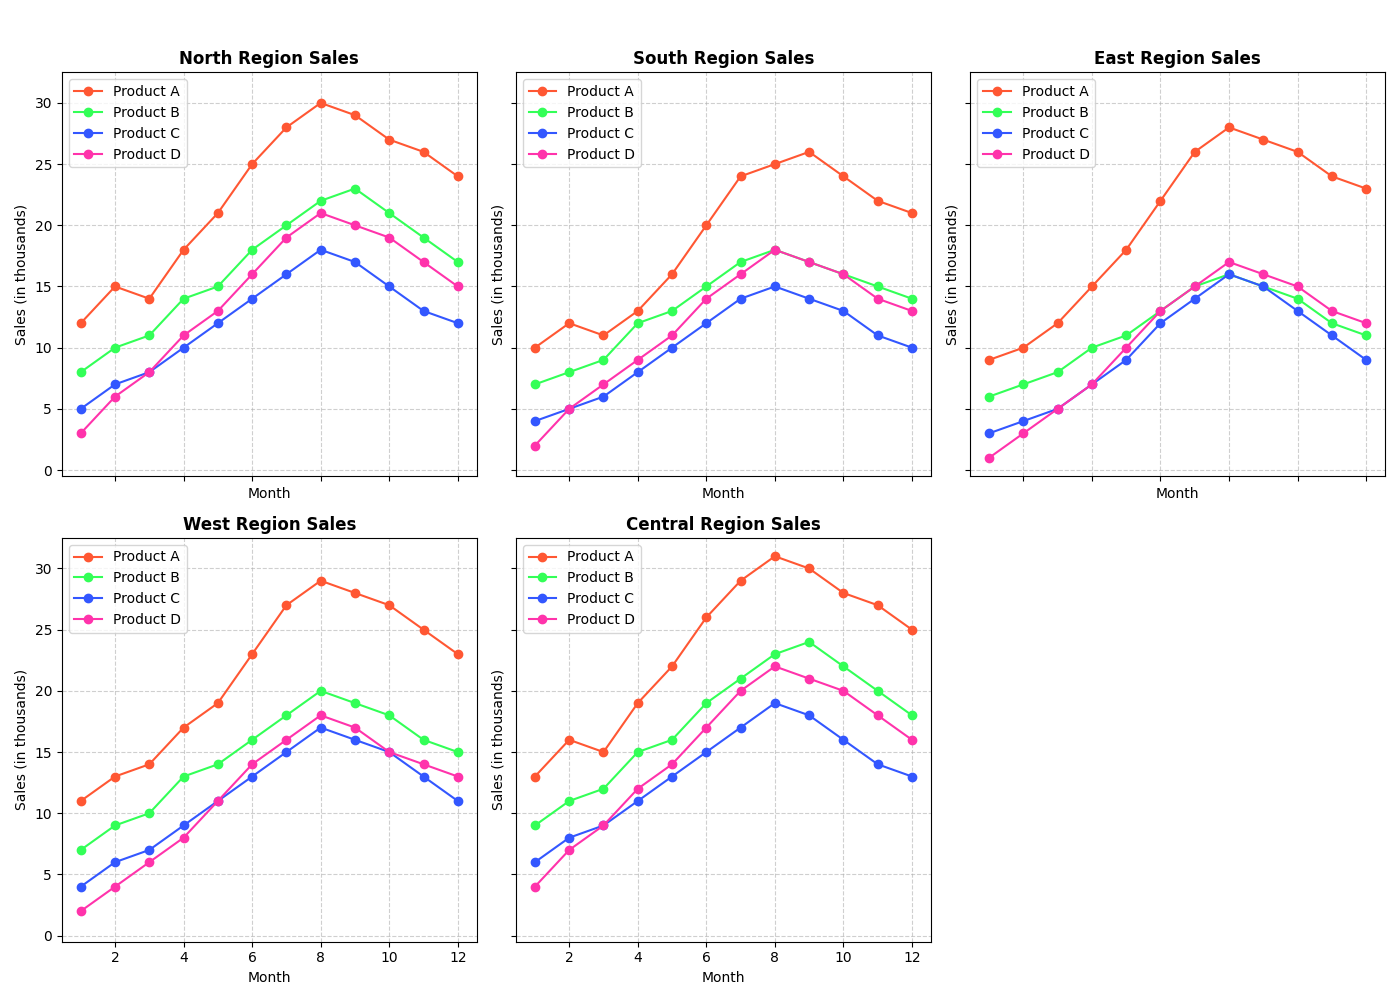 North Region Sales
South Region Sales
East Region Sales
Product A
Product B
Product C
Product D
Product A
Product B
Product C
Product D
Product A
Product B
Product C
Product D
Sales (in thousands)
30
25
20
15
10
5
0
Sales (in thousands)
Sales (in thousands)
Month
Month
Month
West Region Sales
Central Region Sales
Product A
Product B
Product C
Product D
Product A
Product B
Product C
Product D
Sales (in thousands)
30
25
20
15
10
5
0
Sales (in thousands)
2 4 6 8 10 12
2 4 6 8 10 12
Month
Month